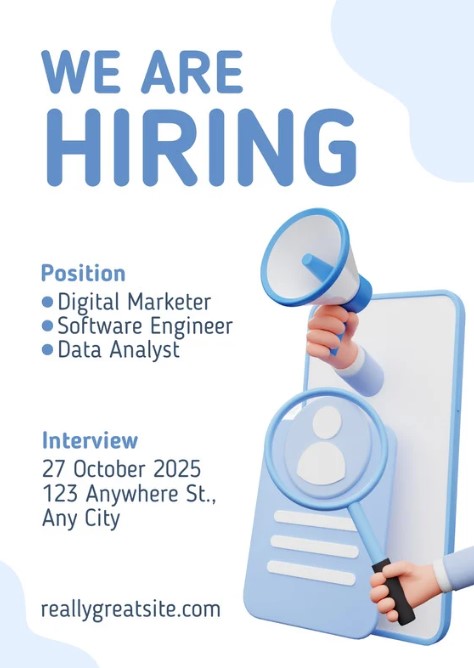 WE ARE
HIRING
Position
• Digital Marketer
• Software Engineer
• Data Analyst
Interview
27 October 2025
123 Anywhere St.,
Any City
reallygreatsite.com